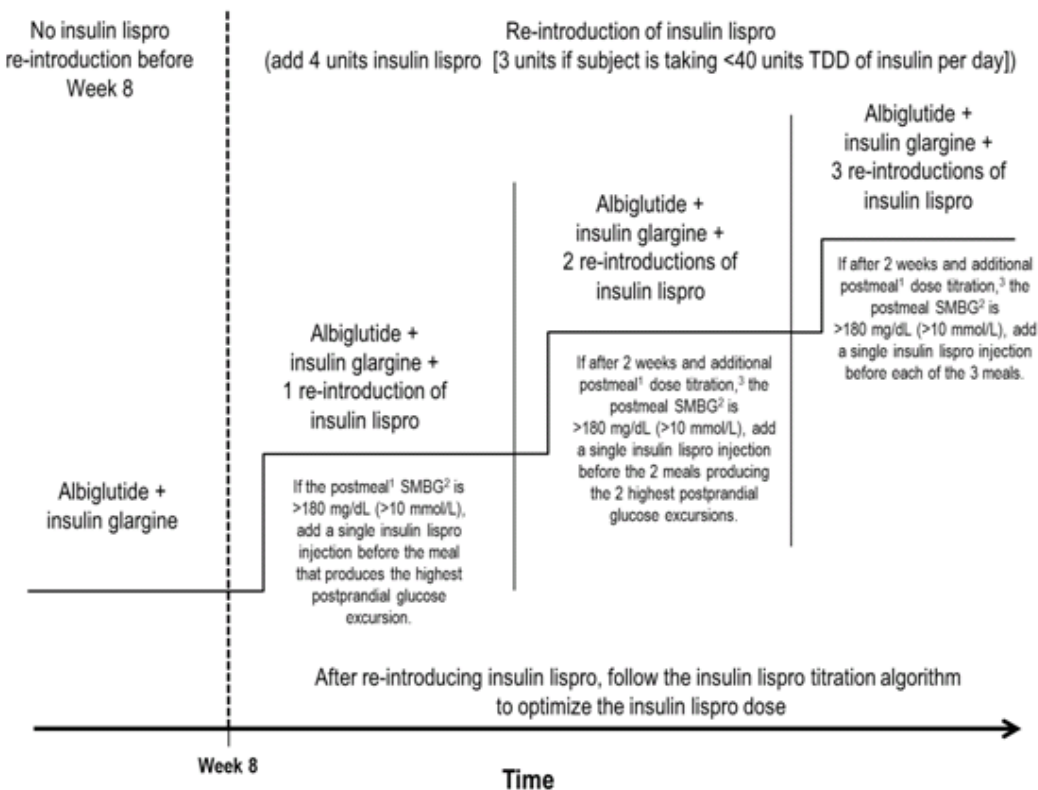 No insulin lispro
re-introduction before
Week 8
Re-introduction of insulin lispro
(add 4 units insulin lispro [3 units if subject is taking <40 units TDD of insulin per day])
Albiglutide +
insulin glargine
Albiglutide +
insulin glargine +
1 re-introduction of
insulin lispro
If the postmeal¹ SMBG² is
>180 mg/dL (>10 mmol/L),
add a single insulin lispro
injection before the meal
that produces the highest
postprandial glucose
excursion.
Albiglutide +
insulin glargine +
2 re-introductions of
insulin lispro
If after 2 weeks and additional
postmeal¹ dose titration,³ the
postmeal SMBG² is
>180 mg/dL (>10 mmol/L), add
a single insulin lispro injection
before the 2 meals producing
the 2 highest postprandial
glucose excursions.
Albiglutide +
insulin glargine +
3 re-introductions of
insulin lispro
If after 2 weeks and additional
postmeal¹ dose titration,³ the
postmeal SMBG² is
>180 mg/dL (>10 mmol/L), add
a single insulin lispro injection
before each of the 3 meals.
After re-introducing insulin lispro, follow the insulin lispro titration algorithm
to optimize the insulin lispro dose
Week 8
Time